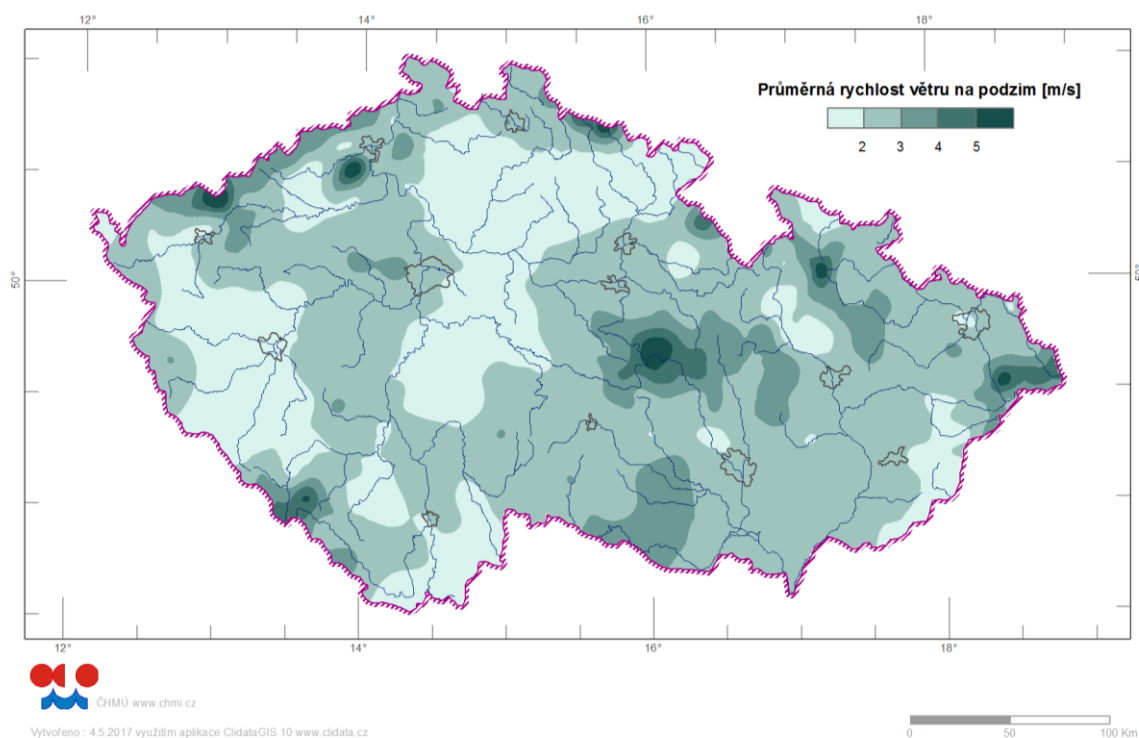 12° 14° 16° 18°
Průměrná rychlost větru na podzim [m/s]
2 3 4 5
50° 50°
12° 14° 16° 18°
ČHMÚ www.chmi.cz
Vytvořeno : 4.5.2017 využitím aplikace ClidataGIS 10 www.clidata.cz
0 50 100 Km